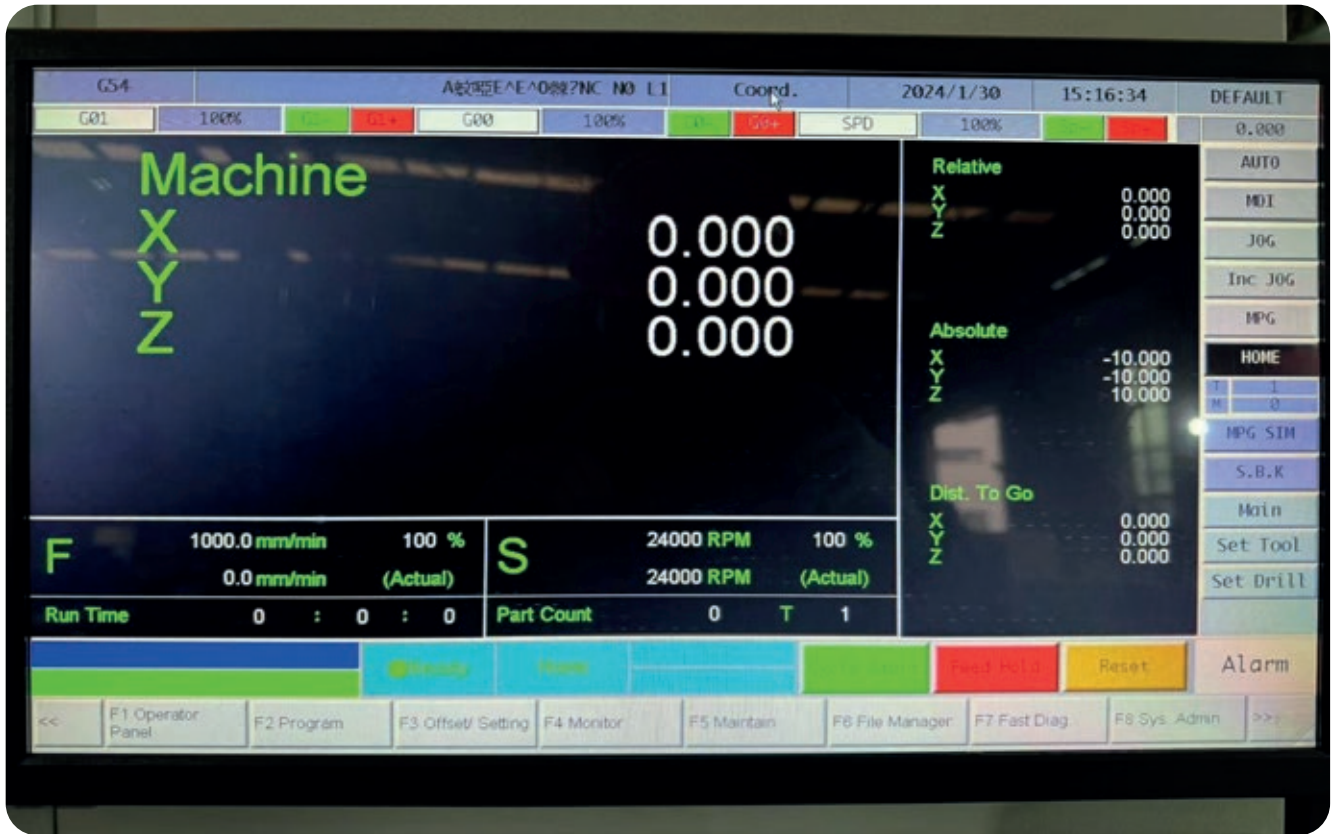 G54 Coord. 2024/1/30 15:16:34 DEFAULT
G01 100% G1- G1+ G00 100% G0- G0+ SPD 100% 0.000
Machine
X 0.000
Y 0.000
Z 0.000
Relative
X 0.000
Y 0.000
Z 0.000
Absolute
X -10.000
Y -10.000
Z 10.000
Dist. To Go
X 0.000
Y 0.000
Z 0.000
AUTO
MDI
JOG
Inc JOG
MPG
HOME
T 1
M 0
MPG SIM
S.B.K
Main
Set Tool
Set Drill
F 1000.0 mm/min 100 %
0.0 mm/min (Actual)
S 24000 RPM 100 %
24000 RPM (Actual)
Run Time 0 : 0 : 0 Part Count 0 T 1
Feed Hold Reset Alarm
<< F1 Operator Panel F2 Program F3 Offset/ Setting F4 Monitor F5 Maintain F6 File Manager F7 Fast Diag. F8 Sys. Admin >>